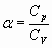 α = C_p / C_V